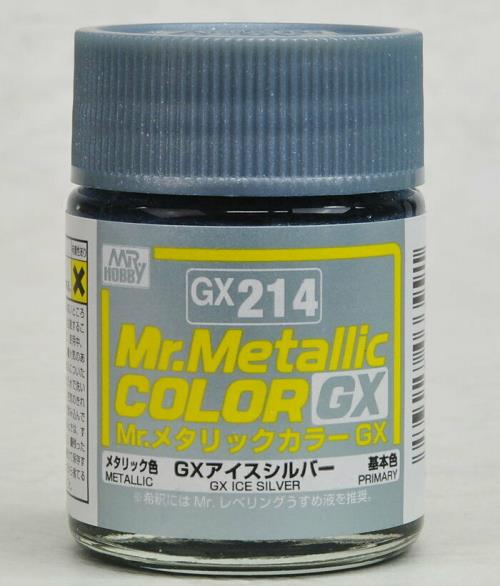 MR.
HOBBY
GX214
Mr.Metallic
COLOR GX
Mr.メタリックカラー GX
メタリック色
METALLIC
GXアイスシルバー
GX ICE SILVER
基本色
PRIMARY
※希釈には Mr. レベリングうすめ液を推奨。